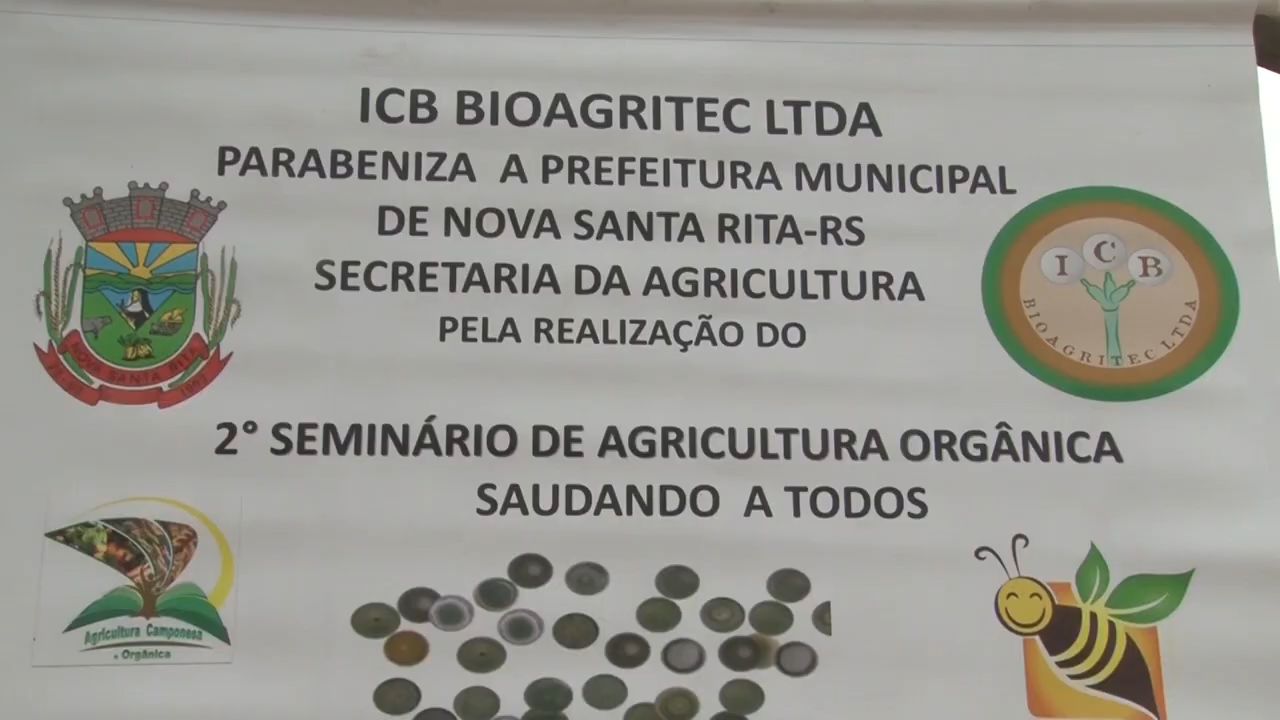 ICB BIOAGRITEC LTDA
PARABENIZA A PREFEITURA MUNICIPAL
DE NOVA SANTA RITA-RS
SECRETARIA DA AGRICULTURA
PELA REALIZAÇÃO DO
NOVA SANTA RITA
I C B
BIOAGRITEC LTDA
2° SEMINÁRIO DE AGRICULTURA ORGÂNICA
SAUDANDO A TODOS
Agricultura Camponesa
e Orgânica